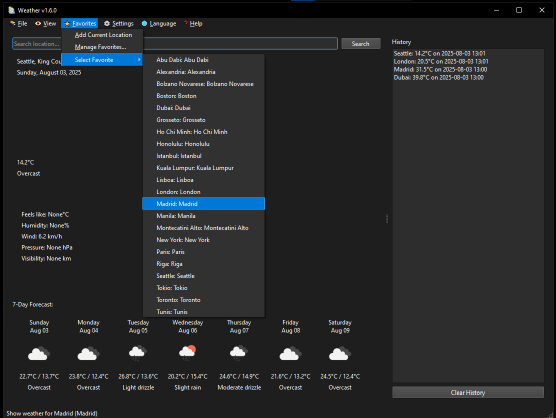 Weather v1.6.0
File View Favorites Settings Language Help
Add Current Location
Manage Favorites...
Select Favorite
Search location...
Search
Seattle, King Cou
Sunday, August 03, 2025
14.2°C
Overcast
Feels like: None°C
Humidity: None%
Wind: 6.2 km/h
Pressure: None hPa
Visibility: None km
Abu Dabi: Abu Dabi
Alexandria: Alexandria
Bolzano Novarese: Bolzano Novarese
Boston: Boston
Dubai: Dubai
Grosseto: Grosseto
Ho Chi Minh: Ho Chi Minh
Honolulu: Honolulu
Istanbul: Istanbul
Kuala Lumpur: Kuala Lumpur
Lisboa: Lisboa
London: London
Madrid: Madrid
Manila: Manila
Montecatini Alto: Montecatini Alto
New York: New York
Paris: Paris
Riga: Riga
Seattle: Seattle
Tokio: Tokio
Toronto: Toronto
Tunis: Tunis
History
Seattle: 14.2°C on 2025-08-03 13:01
London: 20.5°C on 2025-08-03 13:01
Madrid: 31.5°C on 2025-08-03 13:00
Dubai: 39.8°C on 2025-08-03 13:00
7-Day Forecast:
Sunday Monday Tuesday Wednesday Thursday Friday Saturday
Aug 03 Aug 04 Aug 05 Aug 06 Aug 07 Aug 08 Aug 09
22.7°C / 13.7°C 23.8°C / 12.4°C 26.8°C / 13.6°C 20.2°C / 15.4°C 24.6°C / 14.9°C 21.6°C / 13.2°C 24.5°C / 12.4°C
Overcast Overcast Light drizzle Slight rain Moderate drizzle Overcast Overcast
Clear History
Show weather for Madrid (Madrid)